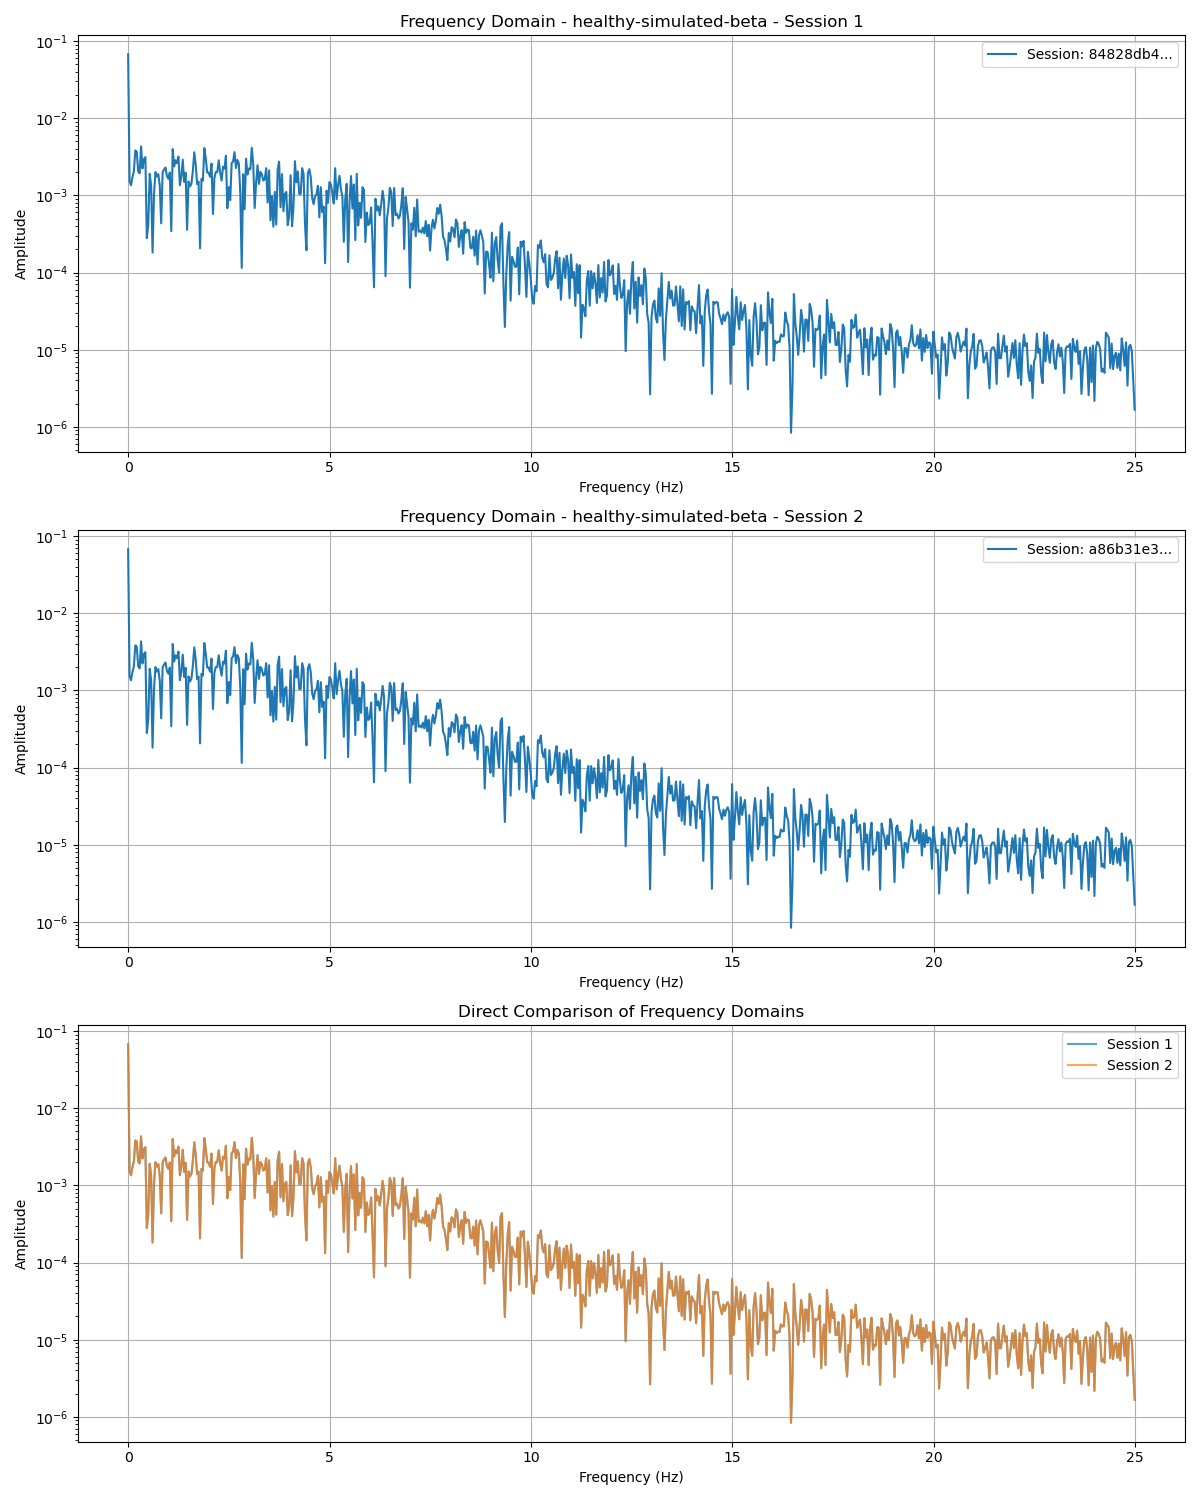 Frequency Domain - healthy-simulated-beta - Session 1
Session: 84828db4...
10⁻¹
10⁻²
10⁻³
10⁻⁴
10⁻⁵
10⁻⁶
Amplitude
0 5 10 15 20 25
Frequency (Hz)
Frequency Domain - healthy-simulated-beta - Session 2
Session: a86b31e3...
10⁻¹
10⁻²
10⁻³
10⁻⁴
10⁻⁵
10⁻⁶
Amplitude
0 5 10 15 20 25
Frequency (Hz)
Direct Comparison of Frequency Domains
Session 1
Session 2
10⁻¹
10⁻²
10⁻³
10⁻⁴
10⁻⁵
10⁻⁶
Amplitude
0 5 10 15 20 25
Frequency (Hz)